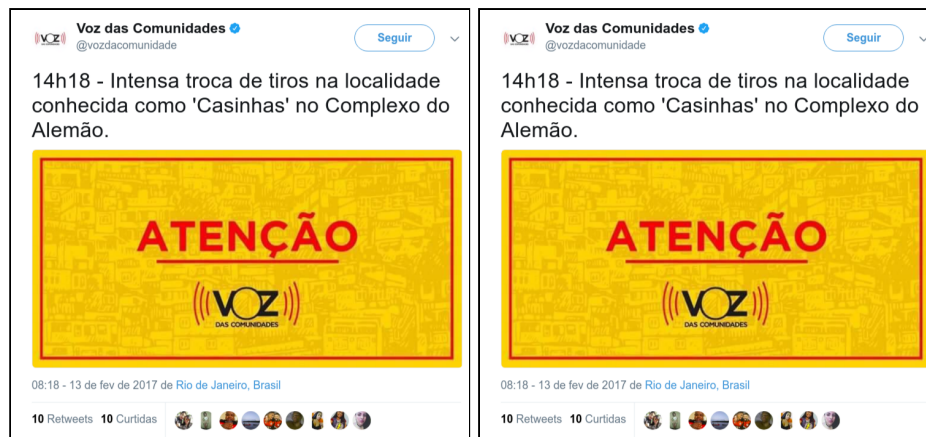 Voz das Comunidades
@vozdacomunidade
Seguir
14h18 - Intensa troca de tiros na localidade
conhecida como 'Casinhas' no Complexo do
Alemão.
ATENÇÃO
VOZ
DAS COMUNIDADES
08:18 - 13 de fev de 2017 de Rio de Janeiro, Brasil
10 Retweets 10 Curtidas
Voz das Comunidades
@vozdacomunidade
Seguir
14h18 - Intensa troca de tiros na localidade
conhecida como 'Casinhas' no Complexo do
Alemão.
ATENÇÃO
VOZ
DAS COMUNIDADES
08:18 - 13 de fev de 2017 de Rio de Janeiro, Brasil
10 Retweets 10 Curtidas